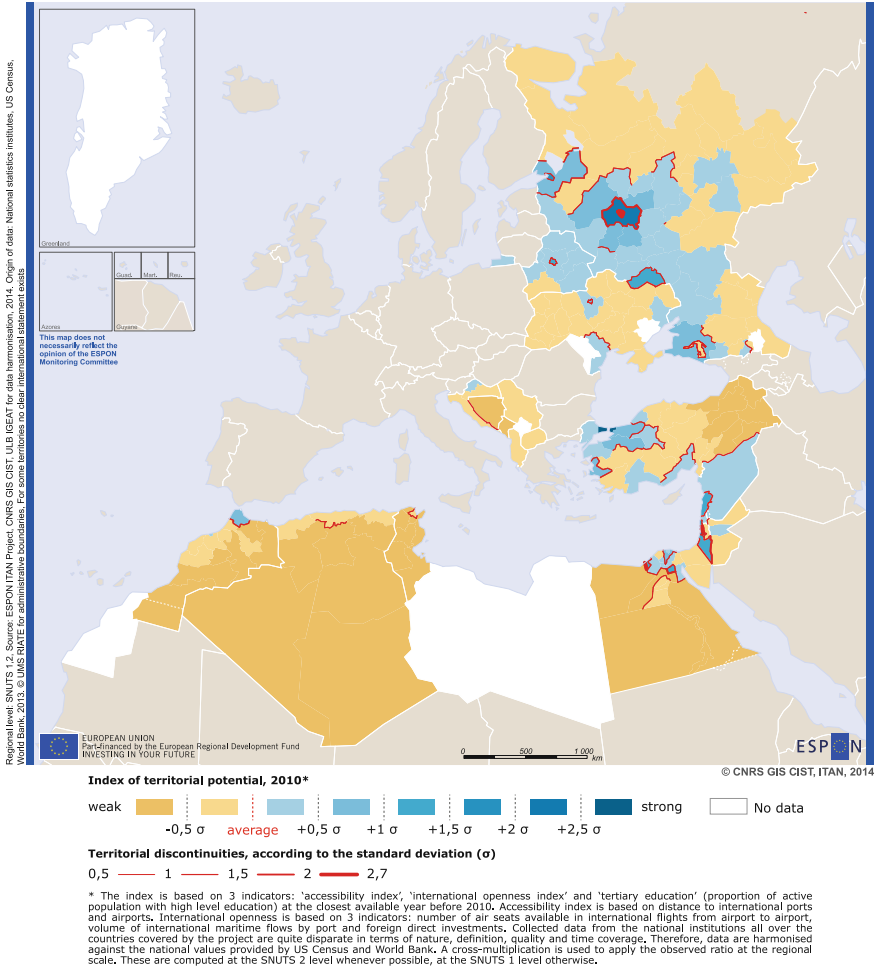 Regional level: SNUTS 1,2. Source: ESPON ITAN Project, CNRS GIS CIST, ULB IGEAT for data harmonisation, 2014. Origin of data: National statistics institutes, US Census,
World Bank, 2013. © UMS RIATE for administrative boundaries. For some territories no clear international statement exists
Greenland
Guad. Mart. Reu.
Azores Guyane
This map does not
necessarily reflect the
opinion of the ESPON
Monitoring Committee
EUROPEAN UNION
Part-financed by the European Regional Development Fund
INVESTING IN YOUR FUTURE
0 500 1 000
km
ESPON
© CNRS GIS CIST, ITAN, 2014
Index of territorial potential, 2010*
weak strong No data
-0,5 σ average +0,5 σ +1 σ +1,5 σ +2 σ +2,5 σ
Territorial discontinuities, according to the standard deviation (σ)
0,5 1 1,5 2 2,7
* The index is based on 3 indicators: 'accessibility index', 'international openness index' and 'tertiary education' (proportion of active
population with high level education) at the closest available year before 2010. Accessibility index is based on distance to international ports
and airports. International openness is based on 3 indicators: number of air seats available in international flights from airport to airport,
volume of international maritime flows by port and foreign direct investments. Collected data from the national institutions all over the
countries covered by the project are quite disparate in terms of nature, definition, quality and time coverage. Therefore, data are harmonised
against the national values provided by US Census and World Bank. A cross-multiplication is used to apply the observed ratio at the regional
scale. These are computed at the SNUTS 2 level whenever possible, at the SNUTS 1 level otherwise.